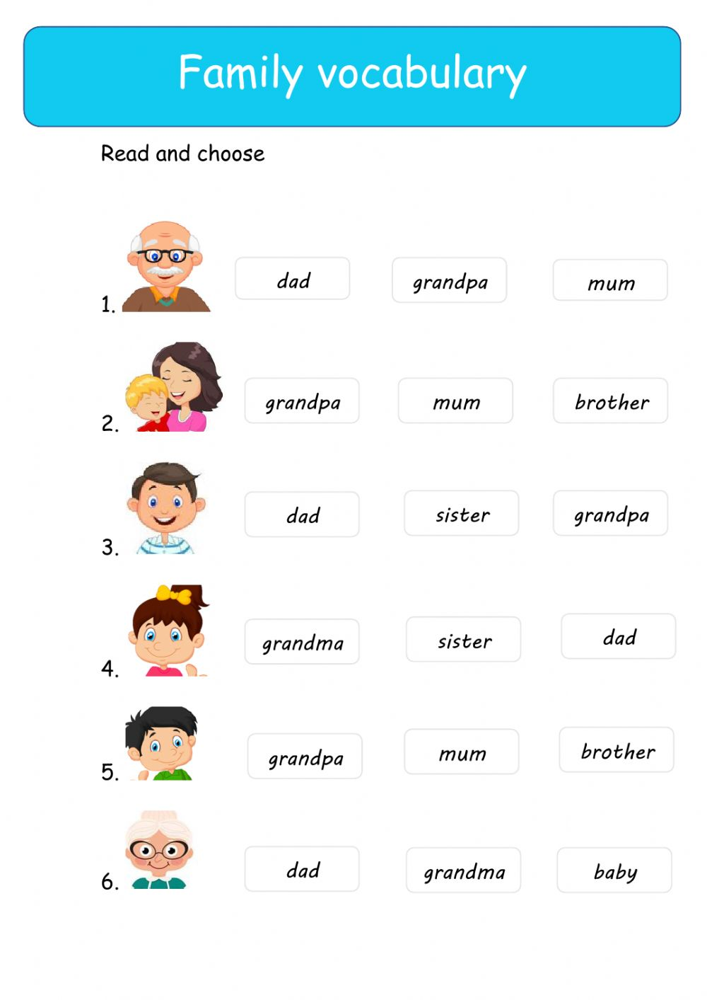 Family vocabulary
Read and choose
1. dad grandpa mum
2. grandpa mum brother
3. dad sister grandpa
4. grandma sister dad
5. grandpa mum brother
6. dad grandma baby